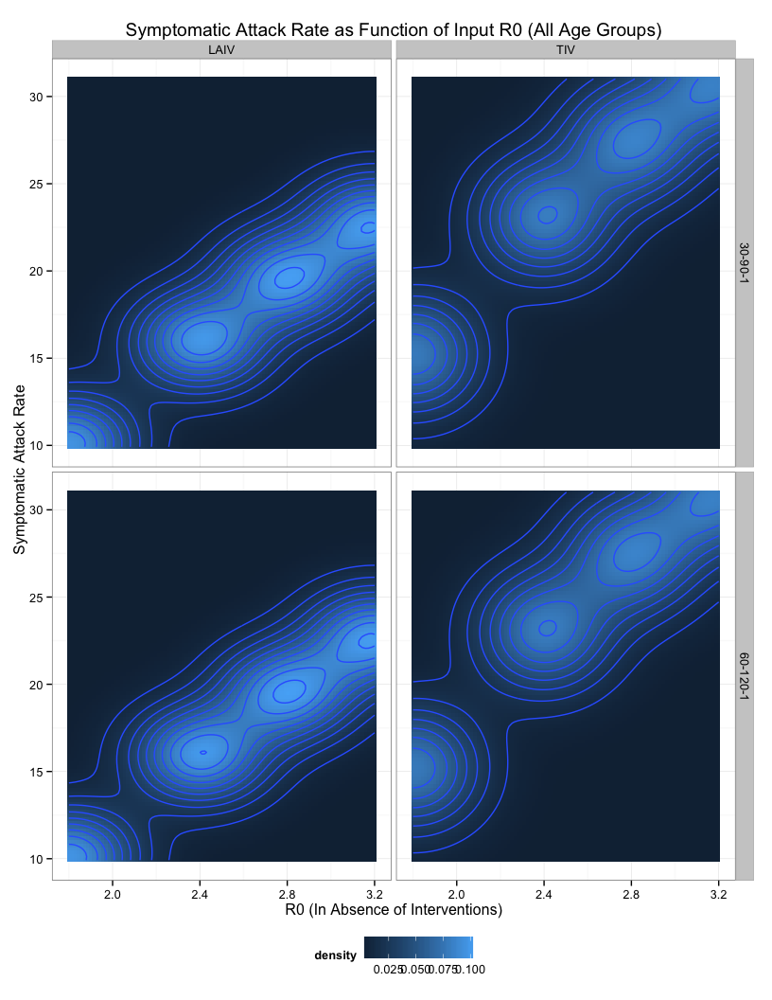 Symptomatic Attack Rate as Function of Input R0 (All Age Groups)
LAIV
TIV
30
25
20
15
10
30-90-1
Symptomatic Attack Rate
30
25
20
15
10
60-120-1
2.0
2.4
2.8
3.2
2.0
2.4
2.8
3.2
R0 (In Absence of Interventions)
density
0.025 0.050 0.075 0.100